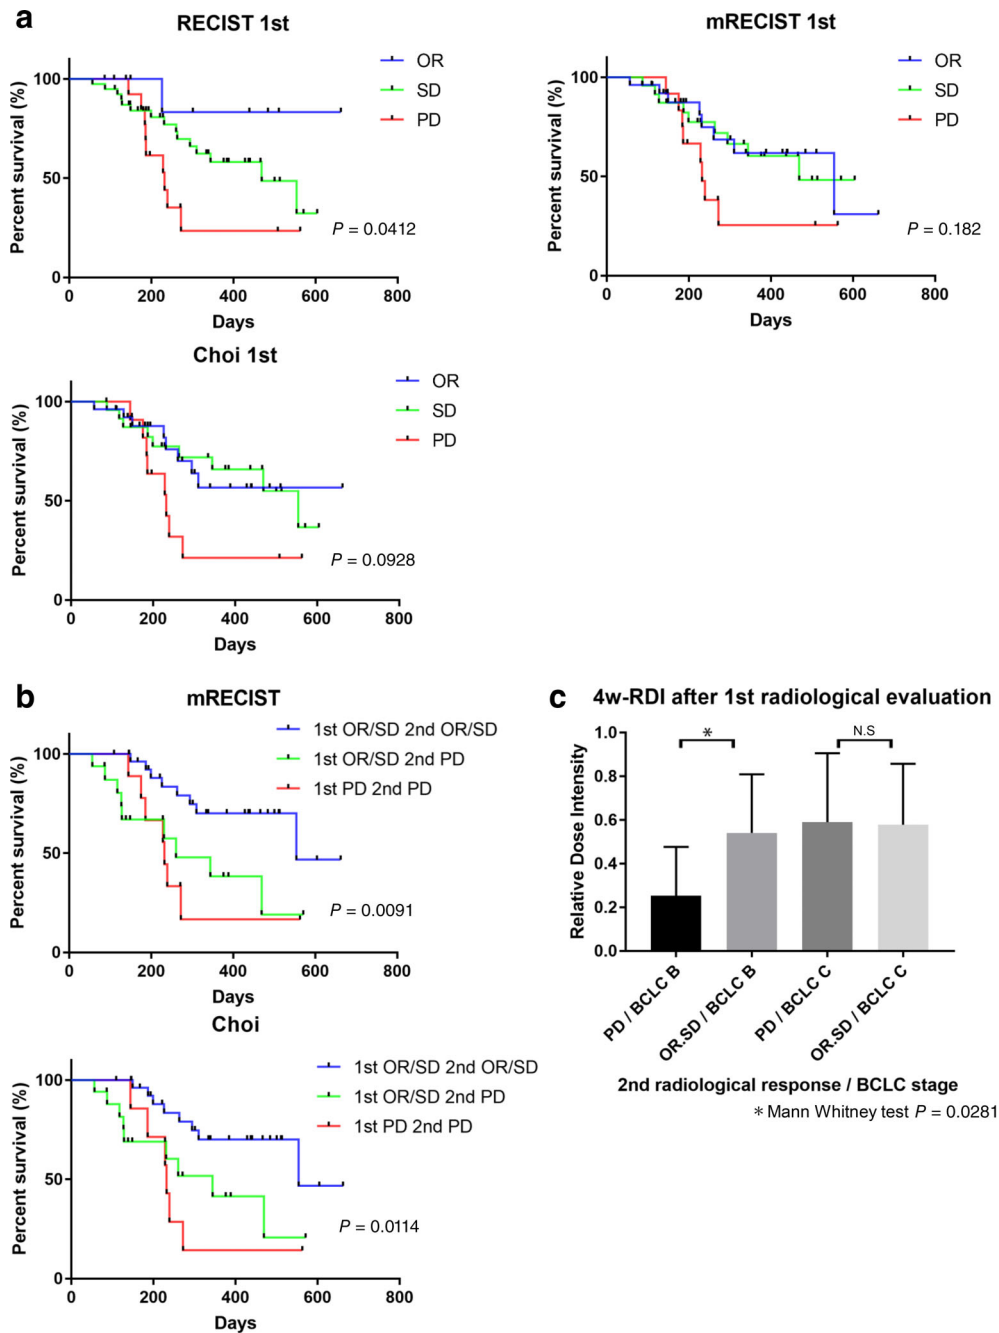 a
RECIST 1st
Percent survival (%)
100
50
0
0 200 400 600 800
Days
OR
SD
PD
P = 0.0412
mRECIST 1st
Percent survival (%)
100
50
0
0 200 400 600 800
Days
OR
SD
PD
P = 0.182
Choi 1st
Percent survival (%)
100
50
0
0 200 400 600 800
Days
OR
SD
PD
P = 0.0928
b
mRECIST
Percent survival (%)
100
50
0
0 200 400 600 800
Days
1st OR/SD 2nd OR/SD
1st OR/SD 2nd PD
1st PD 2nd PD
P = 0.0091
Choi
Percent survival (%)
100
50
0
0 200 400 600 800
Days
1st OR/SD 2nd OR/SD
1st OR/SD 2nd PD
1st PD 2nd PD
P = 0.0114
c
4w-RDI after 1st radiological evaluation
Relative Dose Intensity
1.0
0.8
0.6
0.4
0.2
0.0
*
N.S
PD / BCLC B
OR.SD / BCLC B
PD / BCLC C
OR.SD / BCLC C
2nd radiological response / BCLC stage
* Mann Whitney test P = 0.0281